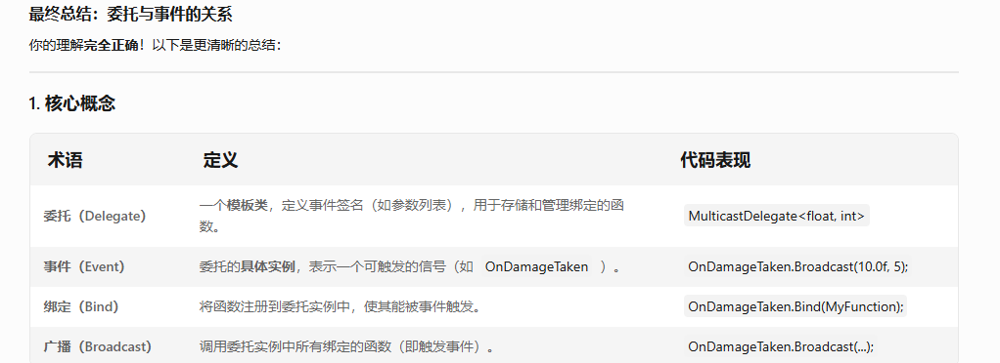 最终总结：委托与事件的关系
你的理解完全正确！以下是更清晰的总结：
1. 核心概念
术语 定义 代码表现
委托（Delegate） 一个模板类，定义事件签名（如参数列表），用于存储和管理绑定的函 MulticastDelegate<float, int>
数。
事件（Event） 委托的具体实例，表示一个可触发的信号（如 OnDamageTaken ）。 OnDamageTaken.Broadcast(10.0f, 5);
绑定（Bind） 将函数注册到委托实例中，使其能被事件触发。 OnDamageTaken.Bind(MyFunction);
广播（Broadcast） 调用委托实例中所有绑定的函数（即触发事件）。 OnDamageTaken.Broadcast(...);